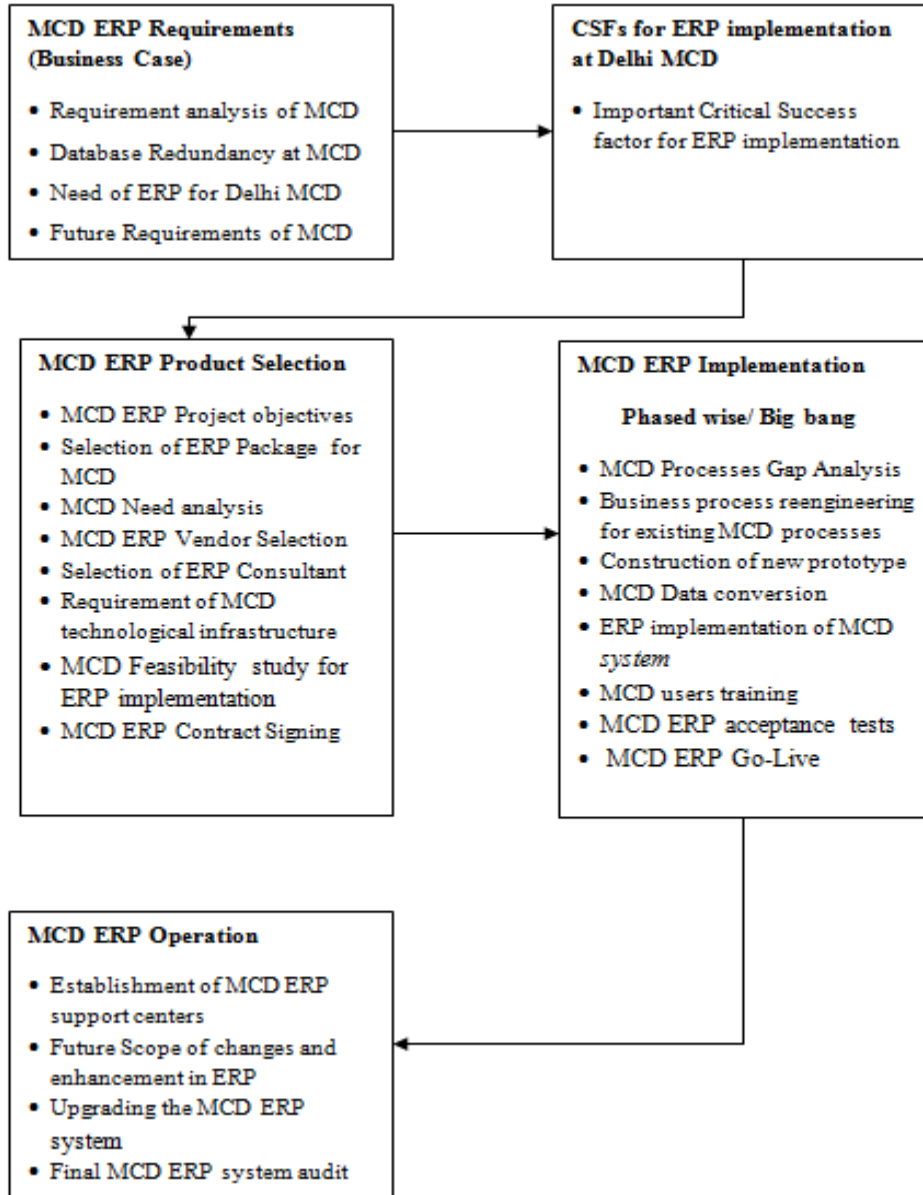 MCD ERP Requirements
(Business Case)
• Requirement analysis of MCD
• Database Redundancy at MCD
• Need of ERP for Delhi MCD
• Future Requirements of MCD
CSFs for ERP implementation
at Delhi MCD
• Important Critical Success
factor for ERP implementation
MCD ERP Product Selection
• MCD ERP Project objectives
• Selection of ERP Package for
MCD
• MCD Need analysis
• MCD ERP Vendor Selection
• Selection of ERP Consultant
• Requirement of MCD
technological infrastructure
• MCD Feasibility study for
ERP implementation
• MCD ERP Contract Signing
MCD ERP Implementation
Phased wise/ Big bang
• MCD Processes Gap Analysis
• Business process reengineering
for existing MCD processes
• Construction of new prototype
• MCD Data conversion
• ERP implementation of MCD
system
• MCD users training
• MCD ERP acceptance tests
• MCD ERP Go-Live
MCD ERP Operation
• Establishment of MCD ERP
support centers
• Future Scope of changes and
enhancement in ERP
• Upgrading the MCD ERP
system
• Final MCD ERP system audit